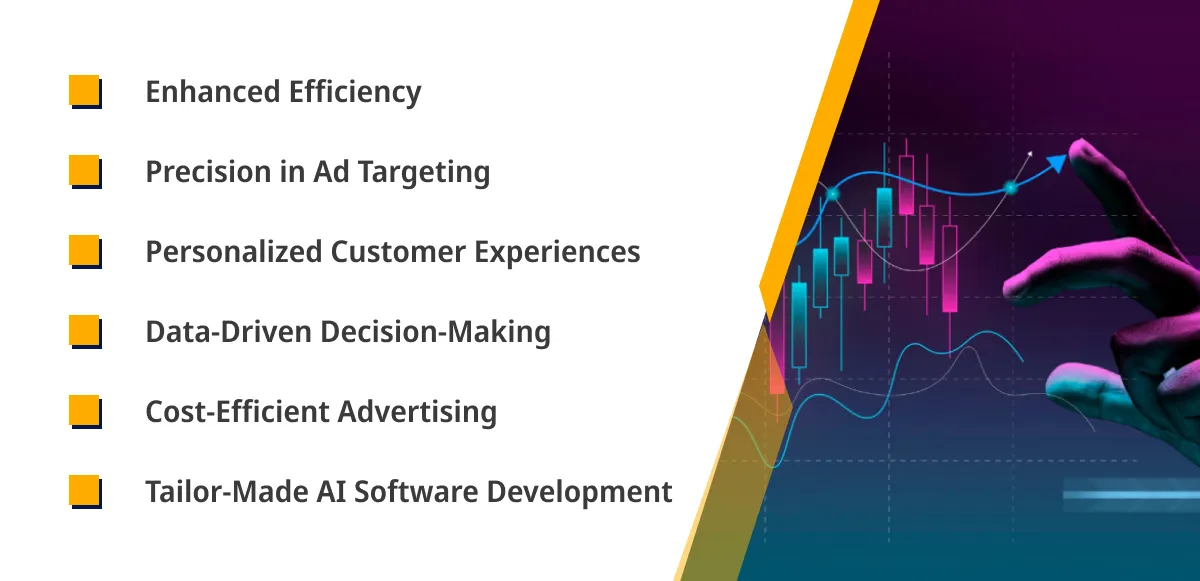 Enhanced Efficiency
Precision in Ad Targeting
Personalized Customer Experiences
Data-Driven Decision-Making
Cost-Efficient Advertising
Tailor-Made AI Software Development